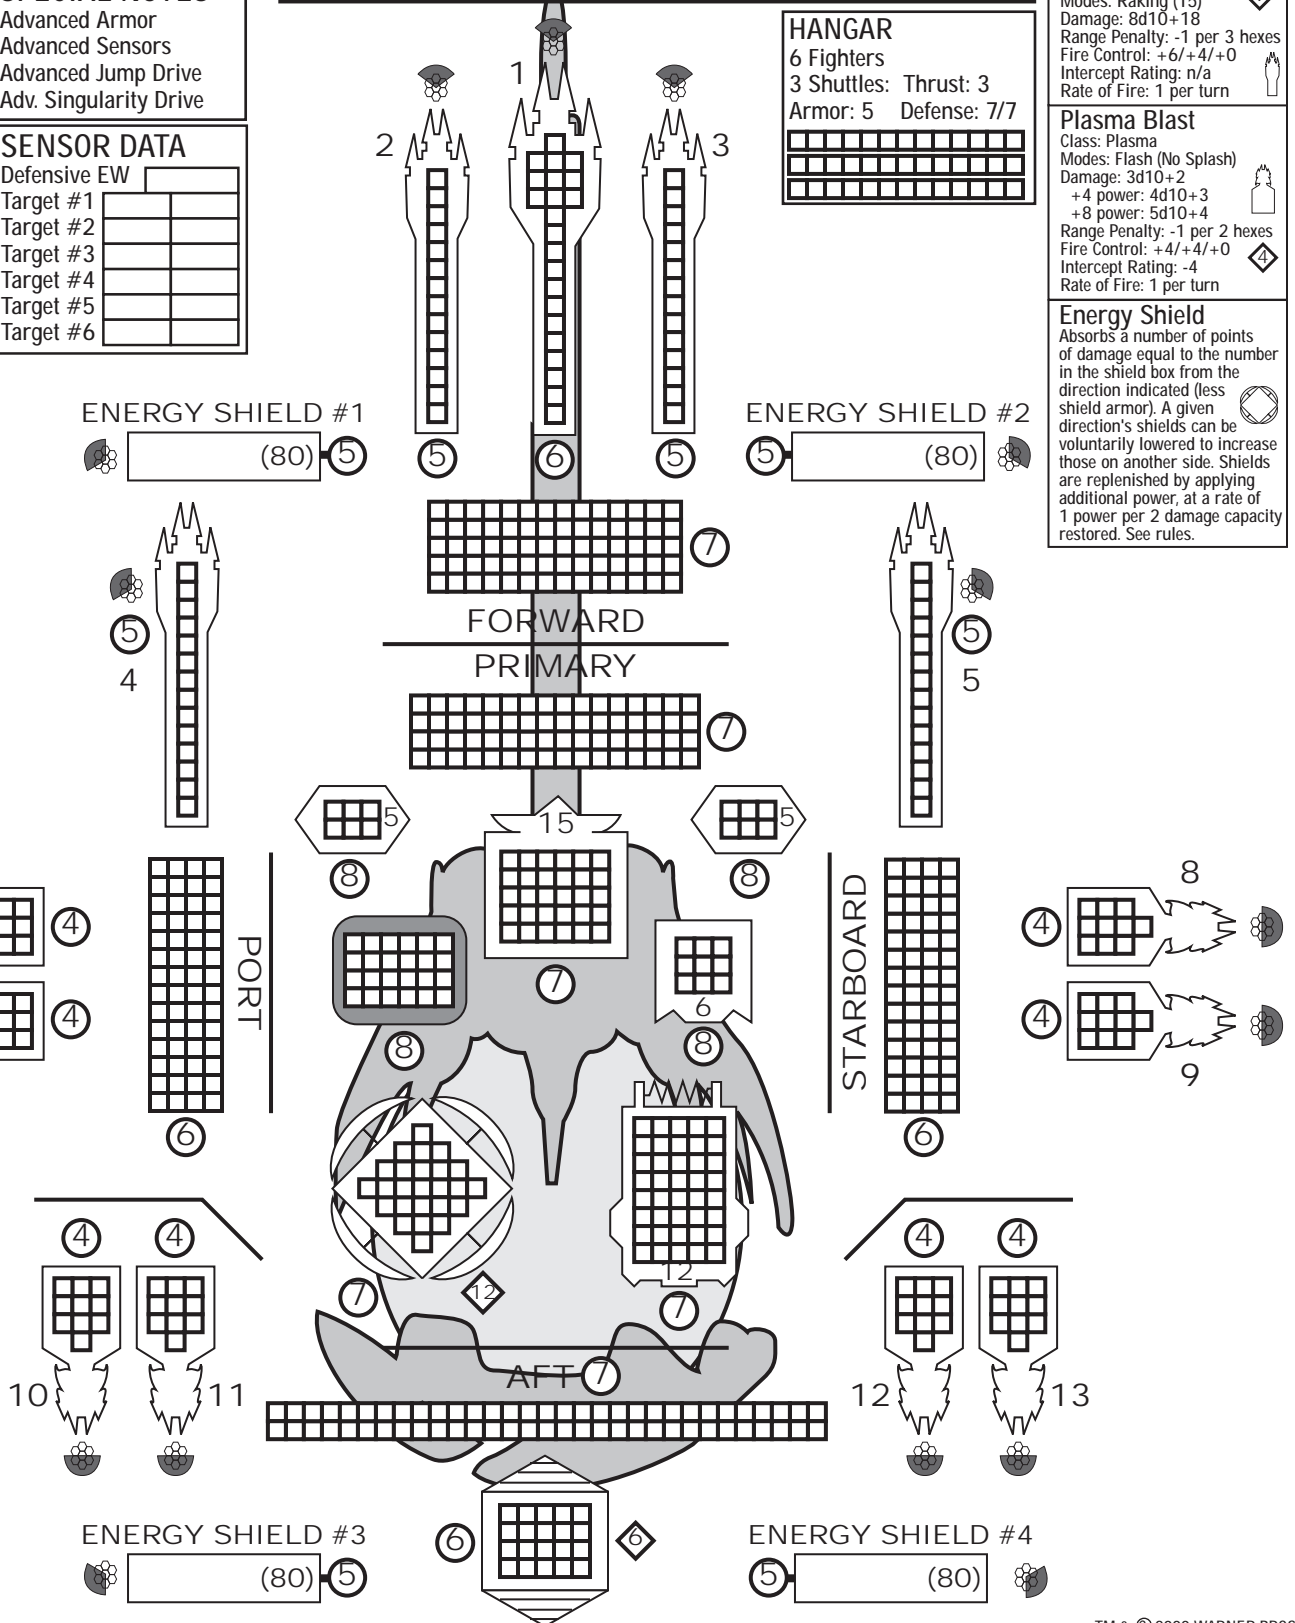 SPECIAL NOTES
Advanced Armor
Advanced Sensors
Advanced Jump Drive
Adv. Singularity Drive
SENSOR DATA
Defensive EW
Target #1
Target #2
Target #3
Target #4
Target #5
Target #6
1
2
3
HANGAR
6 Fighters
3 Shuttles: Thrust: 3
Armor: 5 Defense: 7/7
Modes: Raking (15)
Damage: 8d10+18
Range Penalty: -1 per 3 hexes
Fire Control: +6/+4/+0
Intercept Rating: n/a
Rate of Fire: 1 per turn
Plasma Blast
Class: Plasma
Modes: Flash (No Splash)
Damage: 3d10+2
+4 power: 4d10+3
+8 power: 5d10+4
Range Penalty: -1 per 2 hexes
Fire Control: +4/+4/+0
4
Intercept Rating: -4
Rate of Fire: 1 per turn
Energy Shield
Absorbs a number of points
of damage equal to the number
in the shield box from the
direction indicated (less
shield armor). A given
direction's shields can be
voluntarily lowered to increase
those on another side. Shields
are replenished by applying
additional power, at a rate of
1 power per 2 damage capacity
restored. See rules.
ENERGY SHIELD #1
(80) 5
5
6
5
ENERGY SHIELD #2
5 (80)
7
FORWARD
PRIMARY
7
5
4
5
5
5
8
15
5
8
7
6
8
8
PORT
STARBOARD
4
4
6
6
8
4
4
9
7
12
12
7
4
4
10
11
AFT 7
4
4
12
13
ENERGY SHIELD #3
(80) 5
6
6
ENERGY SHIELD #4
5 (80)